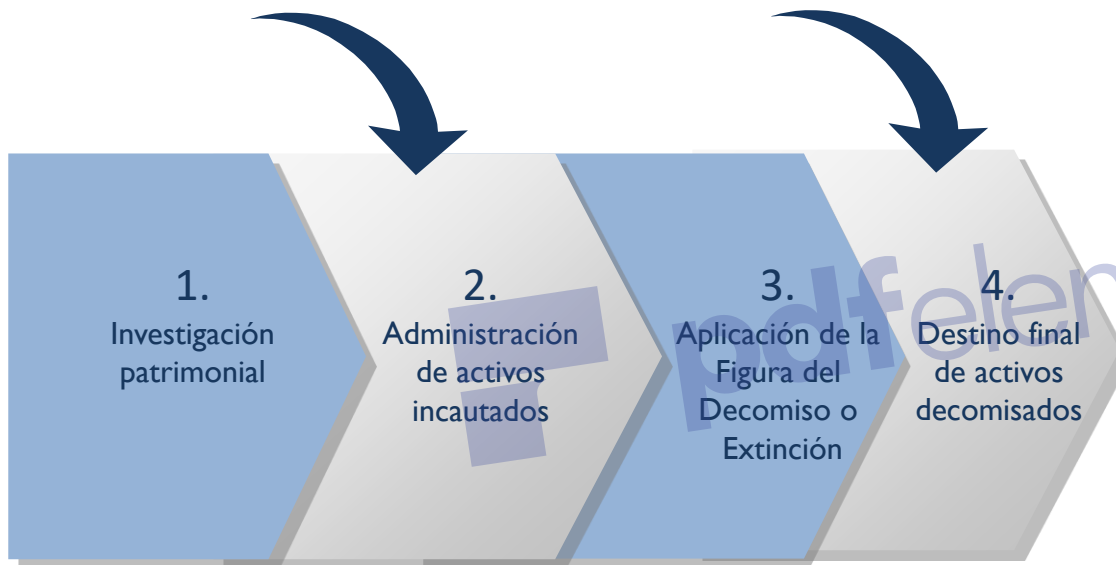 1.
Investigación
patrimonial
2.
Administración
de activos
incautados
3.
Aplicación de la
Figura del
Decomiso o
Extinción
4.
Destino final
de activos
decomisados
pdfelem